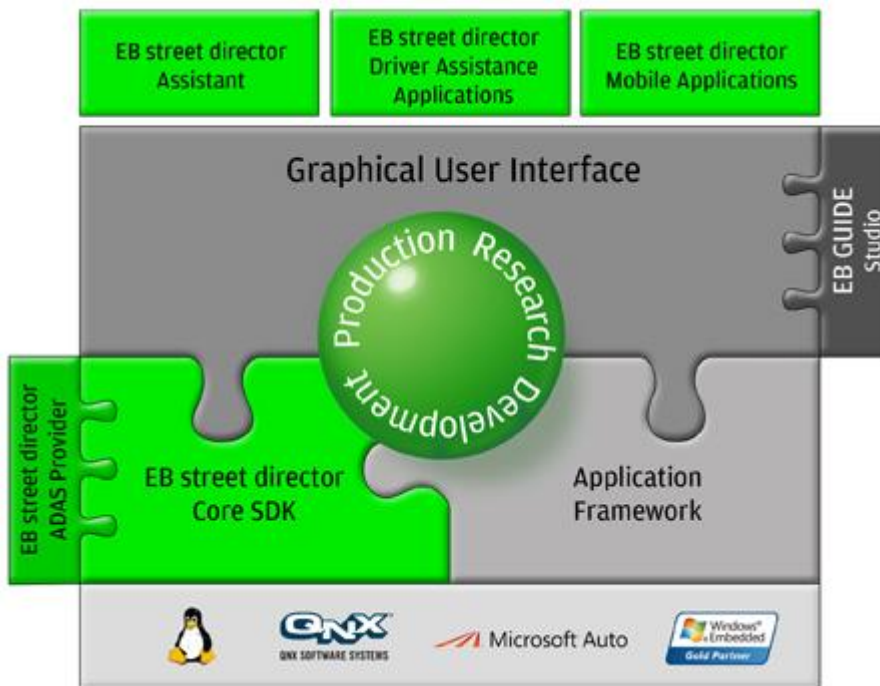 EB street director
Assistant
EB street director
Driver Assistance
Applications
EB street director
Mobile Applications
Graphical User Interface
EB GUIDE
Studio
Production Research Development
EB street director
ADAS Provider
EB street director
Core SDK
Application
Framework
QNX
QNX SOFTWARE SYSTEMS
Microsoft Auto
Windows®
Embedded
Gold Partner